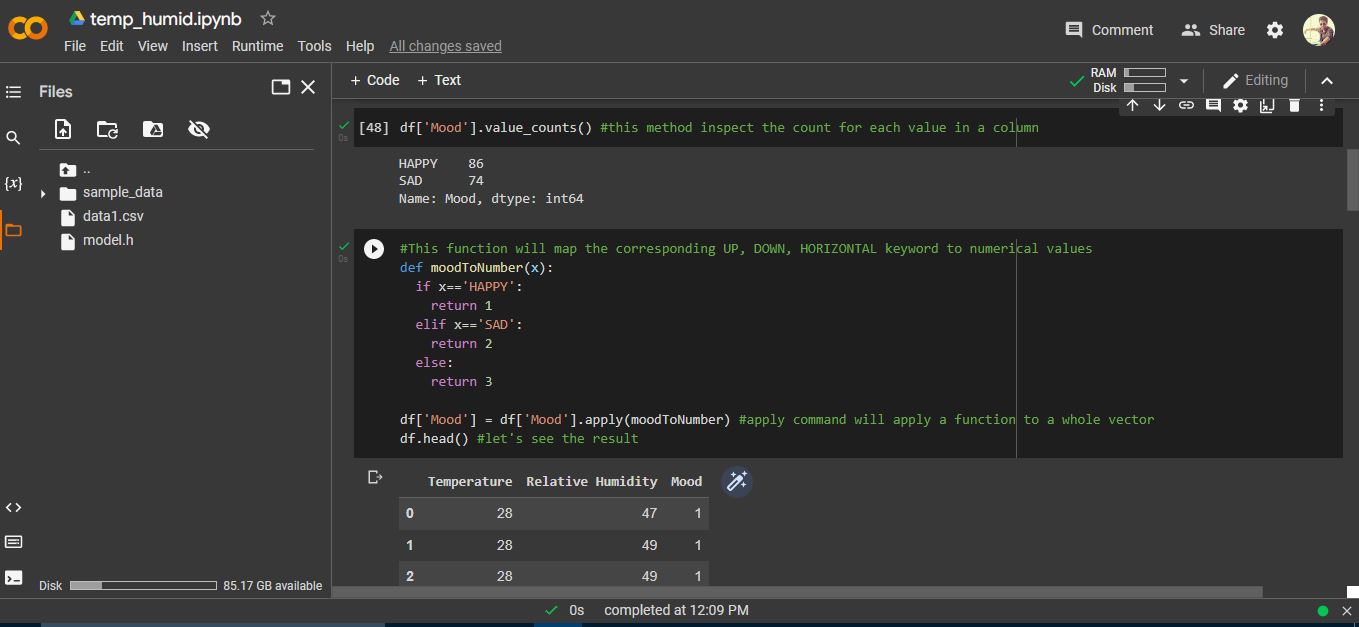 temp_humid.ipynb
File Edit View Insert Runtime Tools Help All changes saved
Comment Share
Files
+ Code + Text
RAM
Disk
Editing
..
sample_data
data1.csv
model.h
{x}
[48] df['Mood'].value_counts() #this method inspect the count for each value in a column
0s
HAPPY 86
SAD 74
Name: Mood, dtype: int64
0s
#This function will map the corresponding UP, DOWN, HORIZONTAL keyword to numerical values
def moodToNumber(x):
if x=='HAPPY':
return 1
elif x=='SAD':
return 2
else:
return 3
df['Mood'] = df['Mood'].apply(moodToNumber) #apply command will apply a function to a whole vector
df.head() #let's see the result
Temperature Relative Humidity Mood
0 28 47 1
1 28 49 1
2 28 49 1
Disk 85.17 GB available
0s completed at 12:09 PM